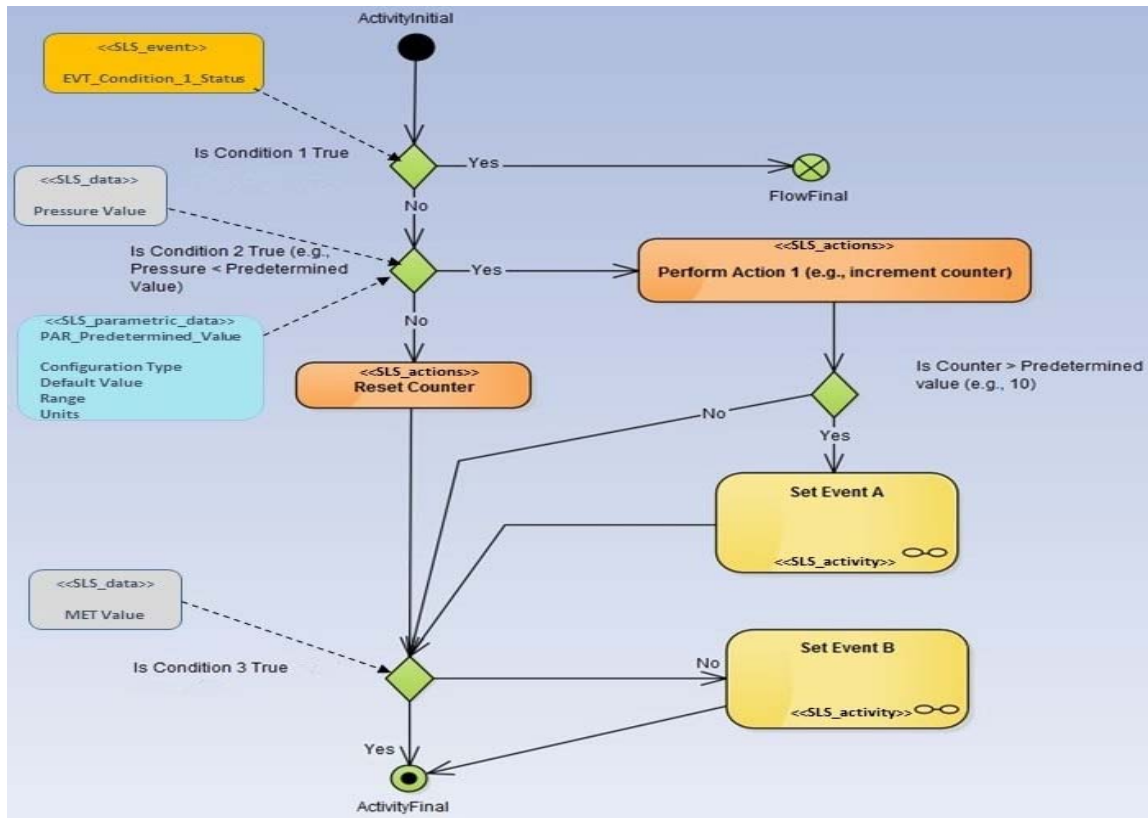 ActivityInitial
<<SLS_event>>
EVT_Condition_1_Status
Is Condition 1 True
Yes
FlowFinal
No
<<SLS_data>>
Pressure Value
Is Condition 2 True (e.g.,
Pressure < Predetermined
Value)
Yes
<<SLS_actions>>
Perform Action 1 (e.g., increment counter)
No
<<SLS_parametric_data>>
PAR_Predetermined_Value
Configuration Type
Default Value
Range
Units
<<SLS_actions>>
Reset Counter
Is Counter > Predetermined
value (e.g., 10)
No
Yes
Set Event A
<<SLS_activity>>
<<SLS_data>>
MET Value
Is Condition 3 True
No
Set Event B
<<SLS_activity>>
Yes
ActivityFinal